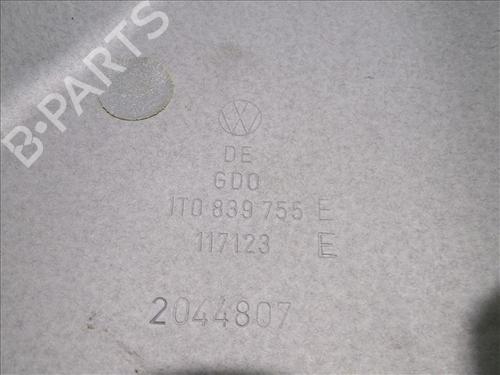 B-PARTS
DE
GDO
1T0 839 755 E
117123 E
2044807